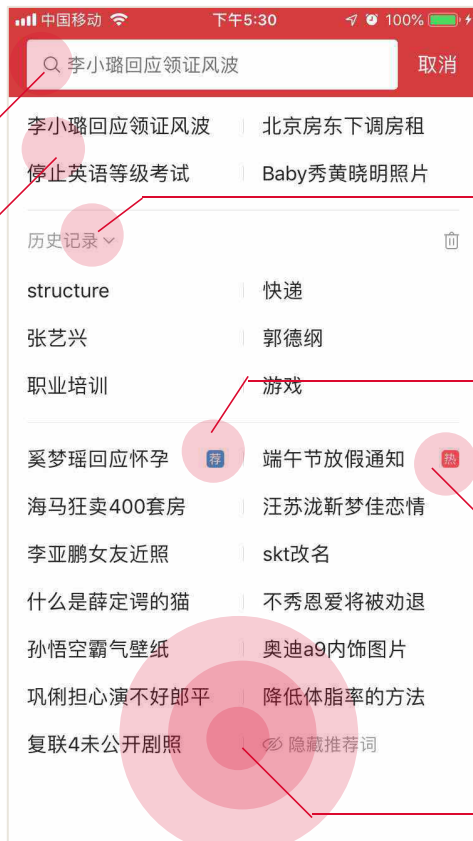 中国移动 下午5:30 100%
李小璐回应领证风波 取消
李小璐回应领证风波 北京房东下调房租
停止英语等级考试 Baby秀黄晓明照片
历史记录
structure 快递
张艺兴 郭德纲
职业培训 游戏
奚梦瑶回应怀孕 荐 端午节放假通知 热
海马狂卖400套房 汪苏泷靳梦佳恋情
李亚鹏女友近照 skt改名
什么是薛定谔的猫 不秀恩爱将被劝退
孙悟空霸气壁纸 奥迪a9内饰图片
巩俐担心演不好郎平 降低体脂率的方法
复联4未公开剧照 隐藏推荐词